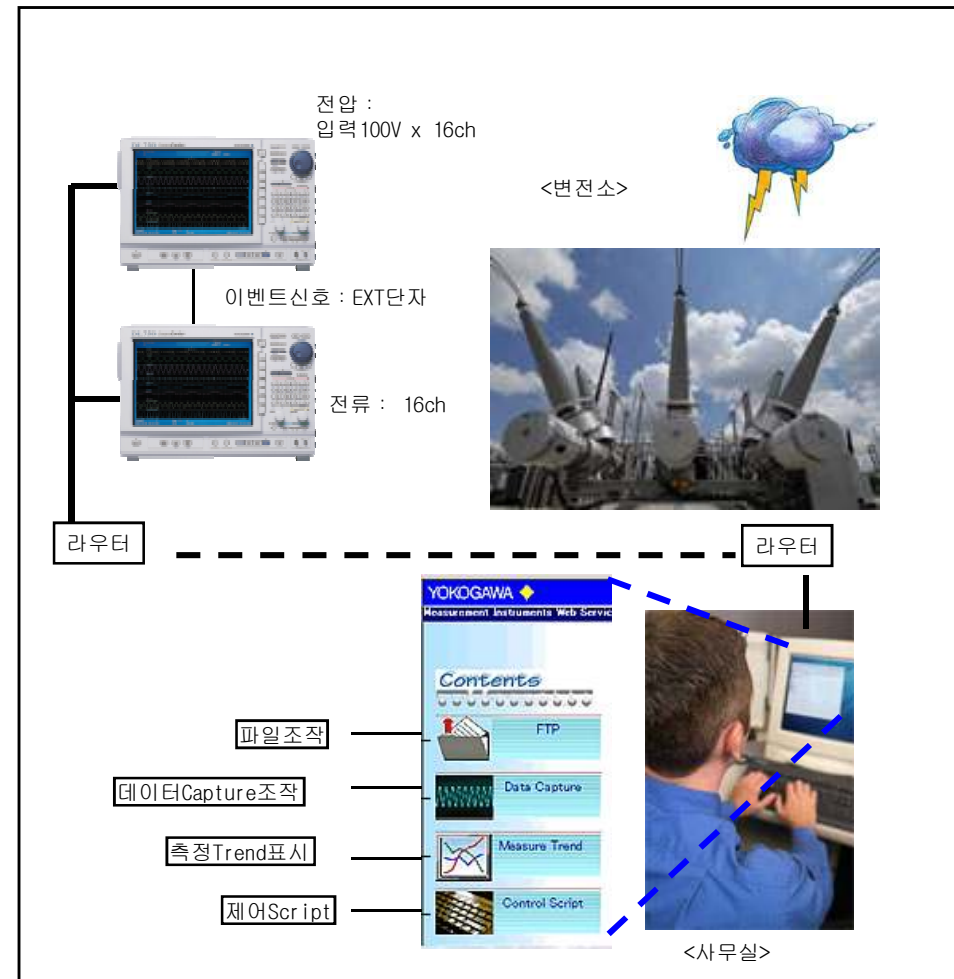 전압 :
입력100V x 16ch
<변전소>
이벤트신호 : EXT단자
전류 : 16ch
라우터
라우터
YOKOGAWA
Measurement Instruments Web Servic
Contents
파일조작
FTP
데이터Capture조작
Data Capture
측정Trend표시
Measure Trend
제어Script
Control Script
<사무실>